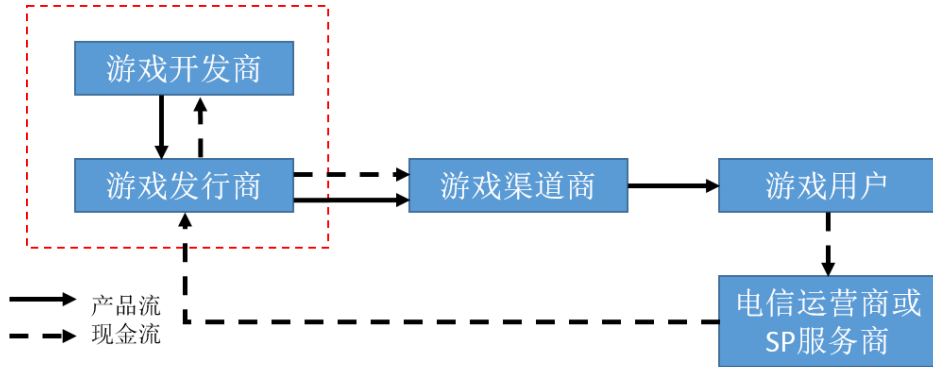 游戏开发商
游戏发行商
游戏渠道商
游戏用户
产品流
现金流
电信运营商或
SP服务商